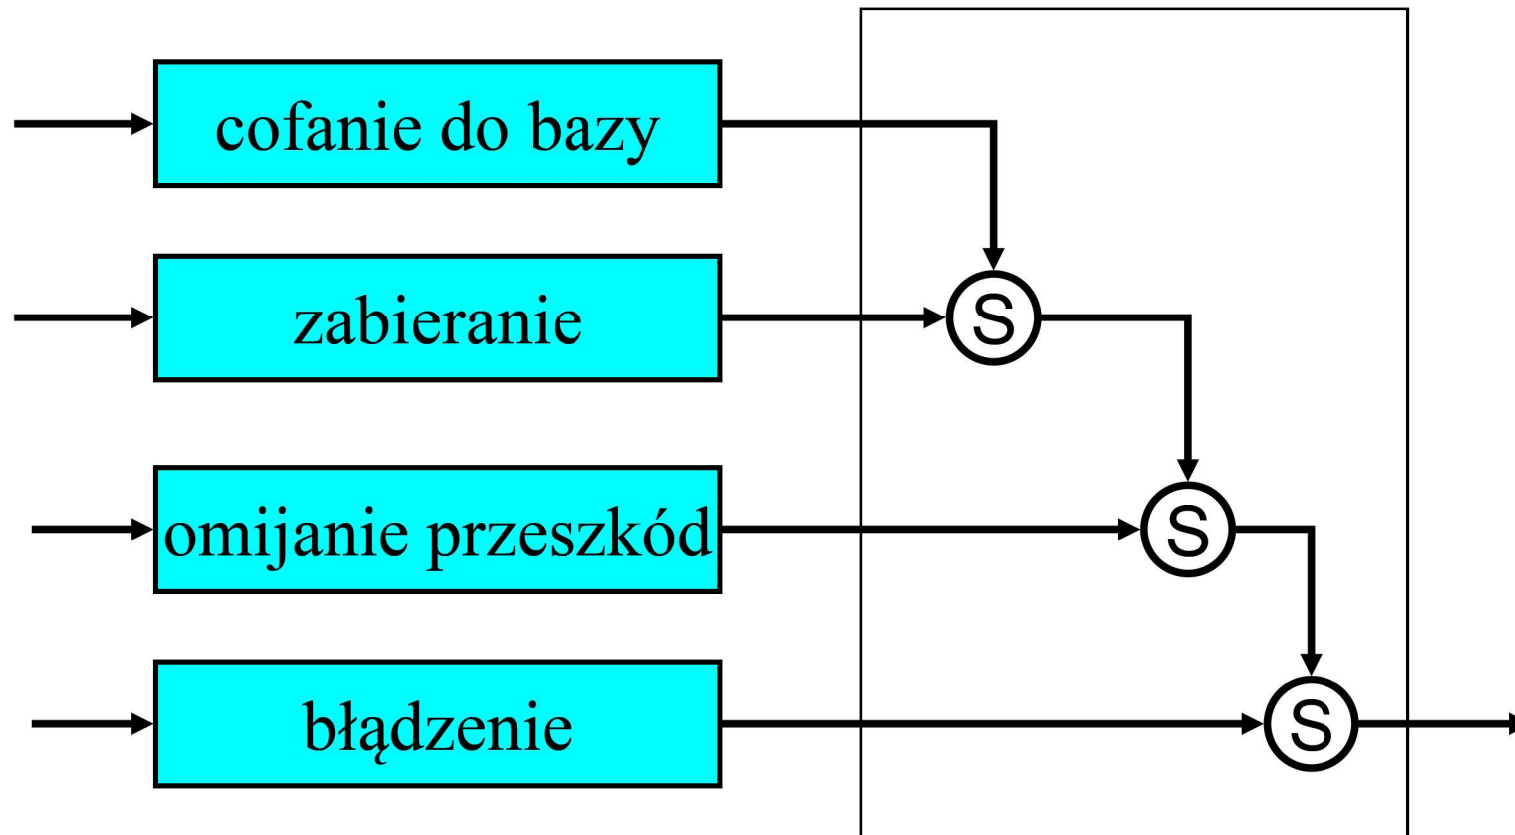 cofanie do bazy
zabieranie
S
omijanie przeszkód
S
błądzenie
S